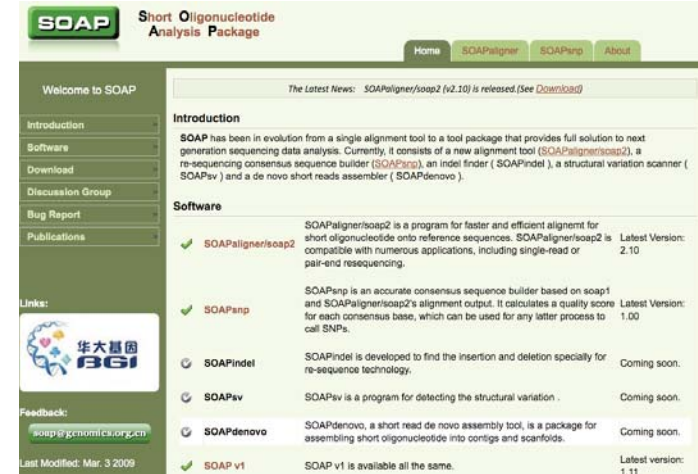 SOAP
Short Oligonucleotide
Analysis Package
Home
SOAPaligner
SOAPsnp
About
Welcome to SOAP
The Latest News: SOAPaligner/soap2 (v2.10) is released.(See Download)
Introduction
Software
Download
Discussion Group
Bug Report
Publications
Links:
华大基因
BGI
Feedback:
soap@genomics.org.cn
Last Modified: Mar. 3 2009
Introduction
SOAP has been in evolution from a single alignment tool to a tool package that provides full solution to next
generation sequencing data analysis. Currently, it consists of a new alignment tool (SOAPaligner/soap2), a
re-sequencing consensus sequence builder (SOAPsnp), an indel finder ( SOAPindel ), a structural variation scanner (
SOAPsv ) and a de novo short reads assembler ( SOAPdenovo ).
Software
SOAPaligner/soap2
SOAPaligner/soap2 is a program for faster and efficient alignemt for
short oligonucleotide onto reference sequences. SOAPaligner/soap2 is
compatible with numerous applications, including single-read or
pair-end resequencing.
Latest Version:
2.10
SOAPsnp
SOAPsnp is an accurate consensus sequence builder based on soap1
and SOAPaligner/soap2's alignment output. It calculates a quality score
for each consensus base, which can be used for any latter process to
call SNPs.
Latest Version:
1.00
SOAPindel
SOAPindel is developed to find the insertion and deletion specially for
re-sequence technology.
Coming soon.
SOAPsv
SOAPsv is a program for detecting the structural variation .
Coming soon.
SOAPdenovo
SOAPdenovo, a short read de novo assembly tool, is a package for
assembling short oligonucleotide into contigs and scanfolds.
Coming soon.
SOAP v1
SOAP v1 is available all the same.
Latest version:
1.11